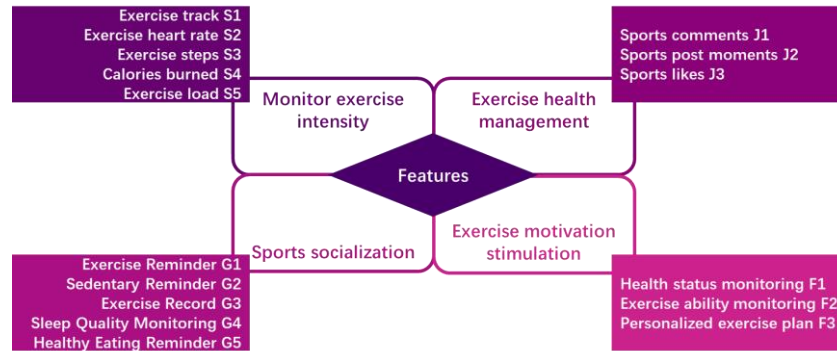 Exercise track S1
Exercise heart rate S2
Exercise steps S3
Calories burned S4
Exercise load S5
Monitor exercise
intensity
Exercise health
management
Sports comments J1
Sports post moments J2
Sports likes J3
Features
Sports socialization
Exercise motivation
stimulation
Exercise Reminder G1
Sedentary Reminder G2
Exercise Record G3
Sleep Quality Monitoring G4
Healthy Eating Reminder G5
Health status monitoring F1
Exercise ability monitoring F2
Personalized exercise plan F3